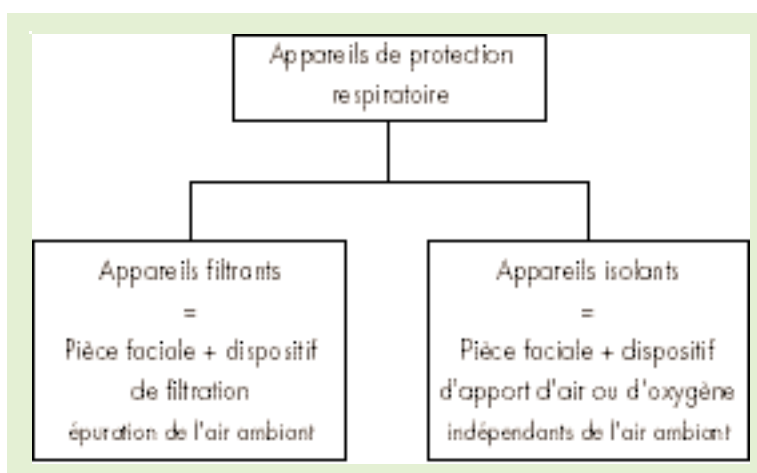 Appareils de protection
respiratoire
Appareils filtrants
=
Pièce faciale + dispositif
de filtration
épuration de l'air ambiant
Appareils isolants
=
Pièce faciale + dispositif
d'apport d'air ou d'oxygène
indépendants de l'air ambiant